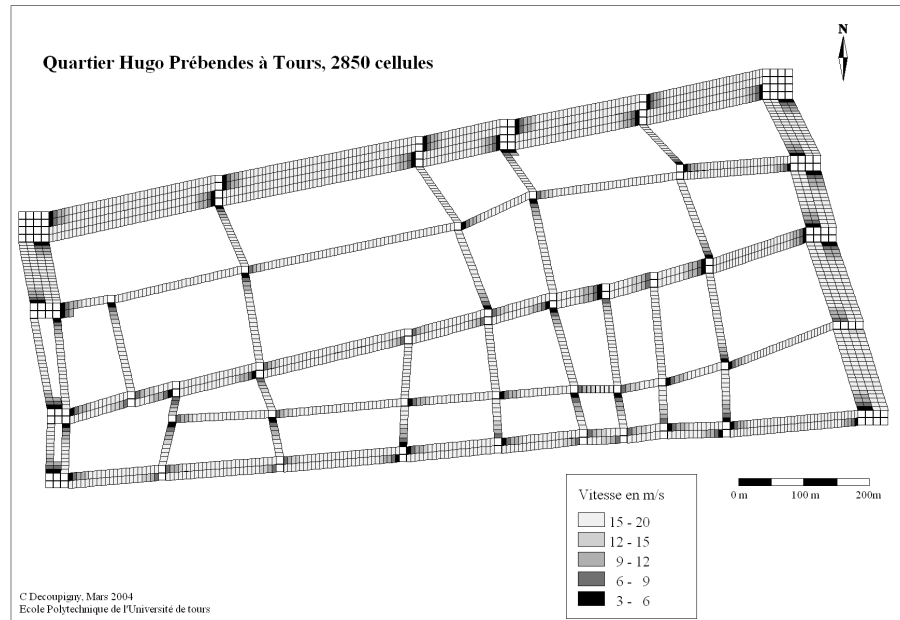 N
Quartier Hugo Prébendes à Tours, 2850 cellules
Vitesse en m/s
15 - 20
12 - 15
9 - 12
6 - 9
3 - 6
0 m 100 m 200m
C Decoupigny, Mars 2004
Ecole Polytechnique de l'Université de tours